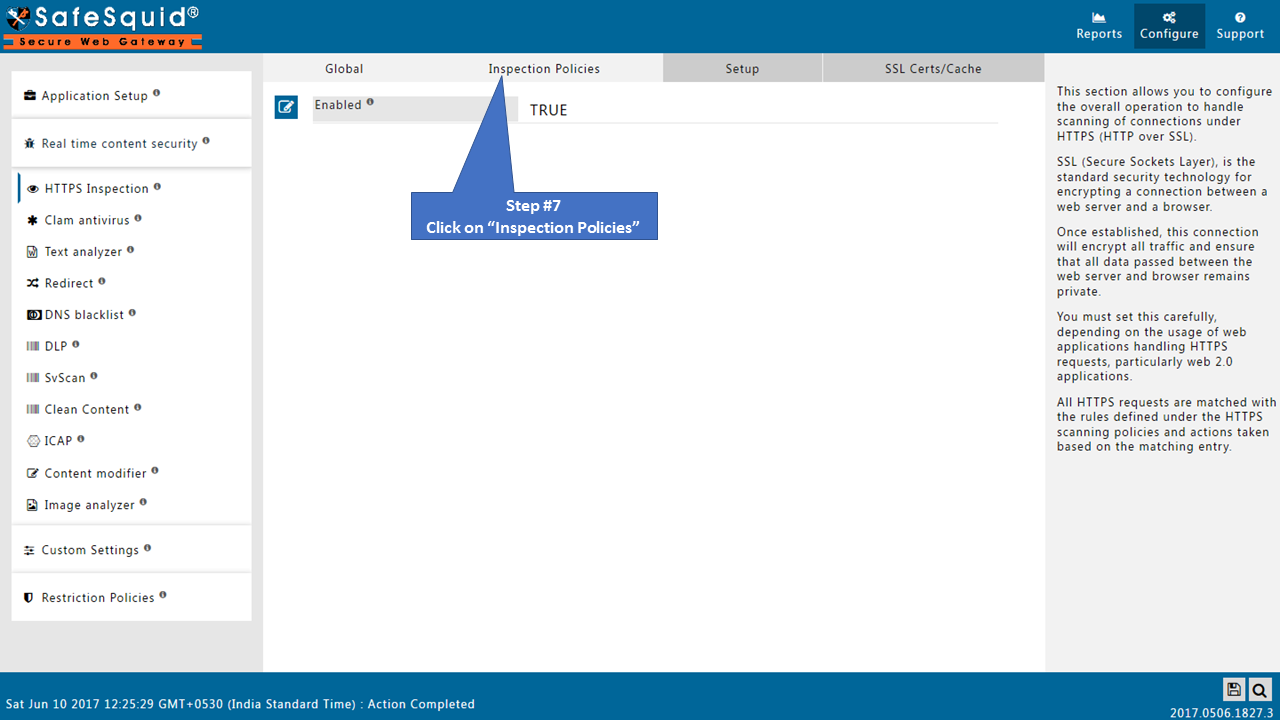 SafeSquid®
Secure Web Gateway
Reports
Configure
Support
Application Setup
Real time content security
HTTPS Inspection
Clam antivirus
Text analyzer
Redirect
DNS blacklist
DLP
SvScan
Clean Content
ICAP
Content modifier
Image analyzer
Custom Settings
Restriction Policies
Global
Inspection Policies
Setup
SSL Certs/Cache
Enabled
TRUE
Step #7
Click on “Inspection Policies”
This section allows you to configure
the overall operation to handle
scanning of connections under
HTTPS (HTTP over SSL).
SSL (Secure Sockets Layer), is the
standard security technology for
encrypting a connection between a
web server and a browser.
Once established, this connection
will encrypt all traffic and ensure
that all data passed between the
web server and browser remains
private.
You must set this carefully,
depending on the usage of web
applications handling HTTPS
requests, particularly web 2.0
applications.
All HTTPS requests are matched with
the rules defined under the HTTPS
scanning policies and actions taken
based on the matching entry.
Sat Jun 10 2017 12:25:29 GMT+0530 (India Standard Time) : Action Completed
2017.0506.1827.3